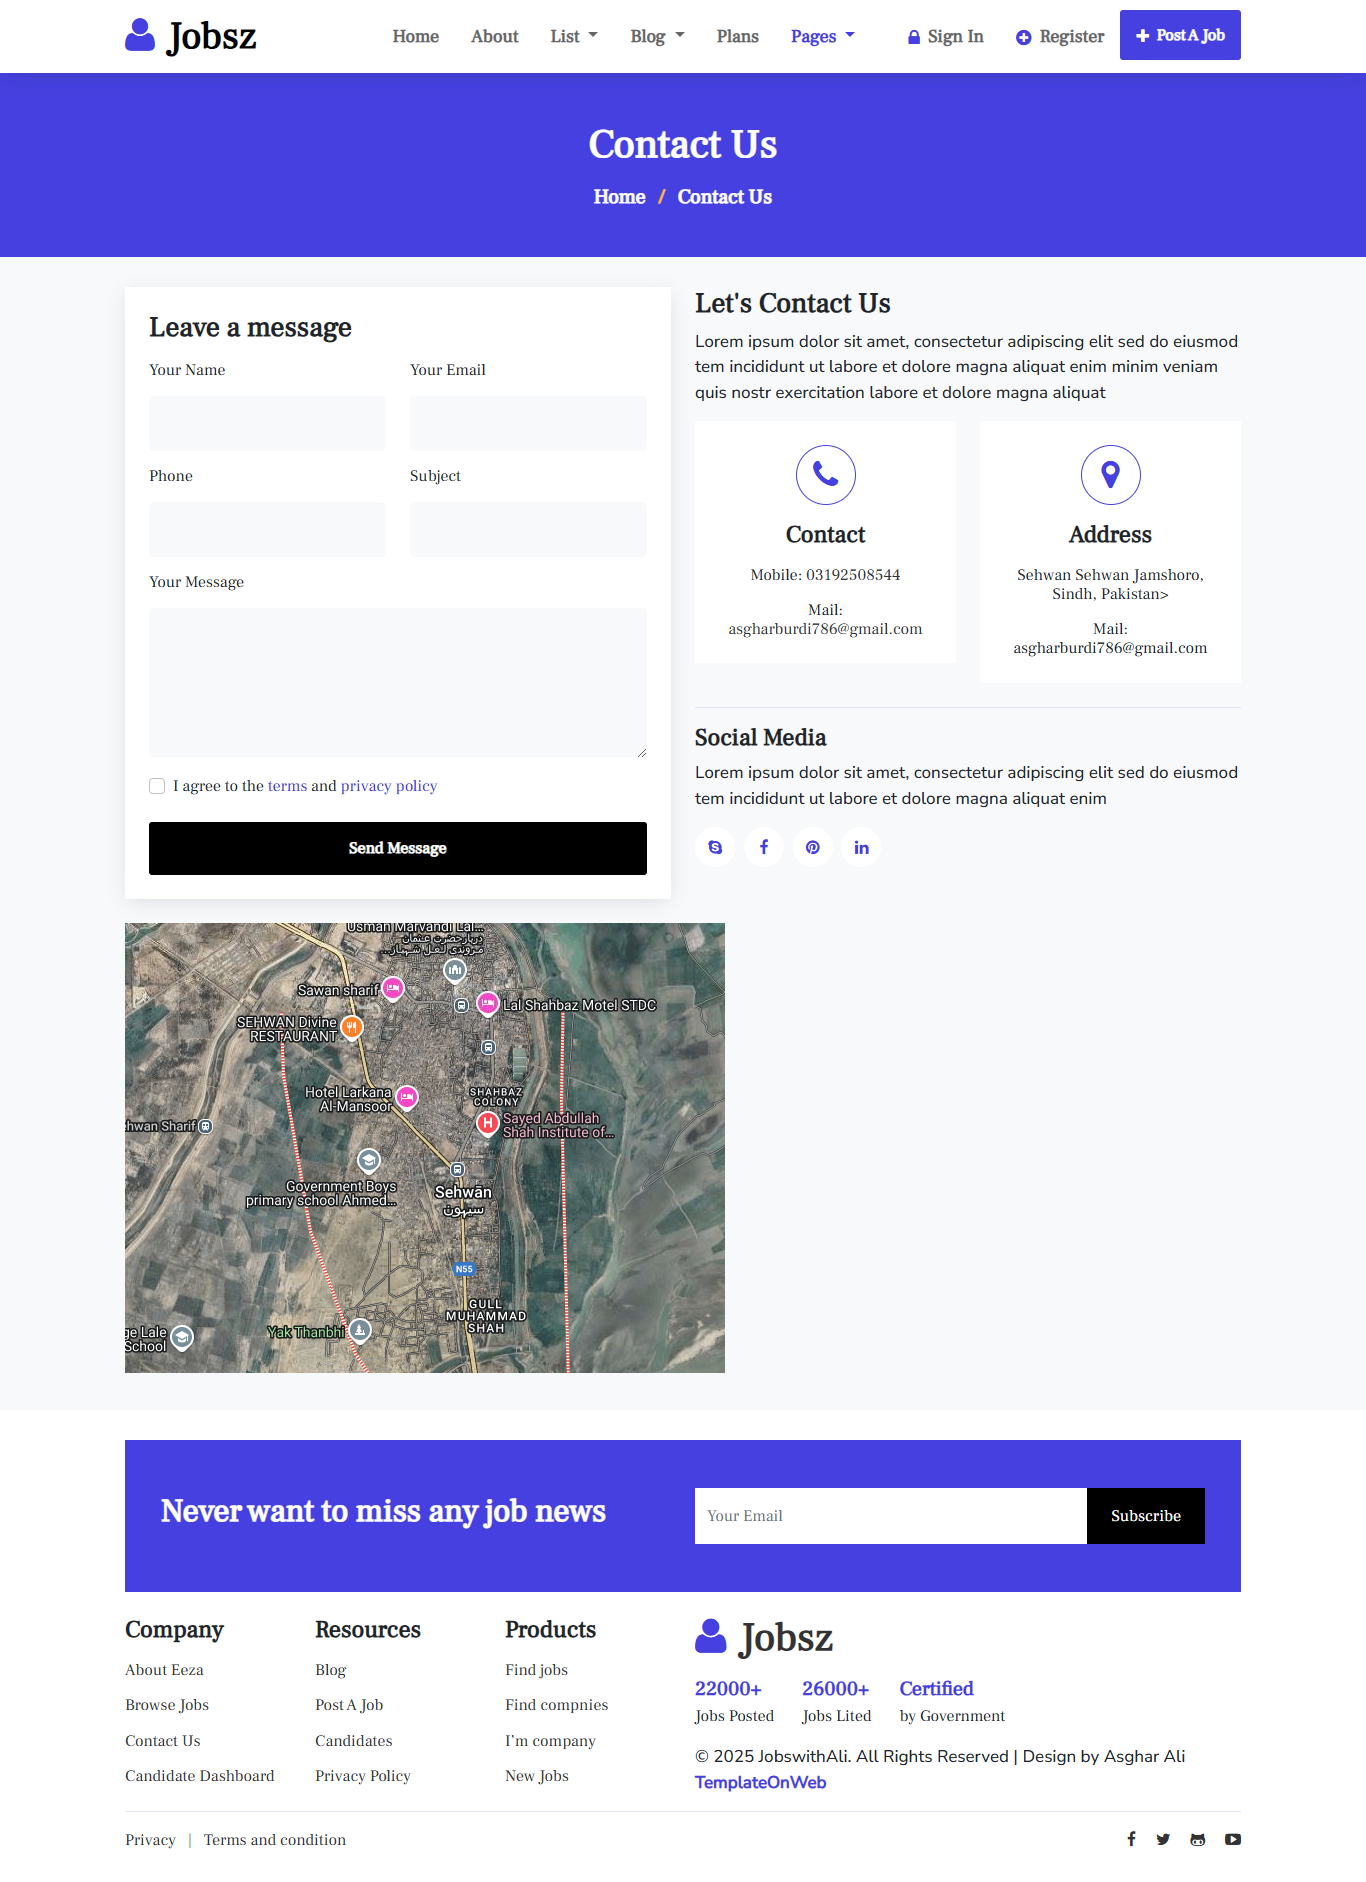 Jobsz
Home
About
List
Blog
Plans
Pages
Sign In
Register
Post A Job
Contact Us
Home / Contact Us
Leave a message
Your Name
Your Email
Phone
Subject
Your Message
I agree to the terms and privacy policy
Send Message
Let's Contact Us
Lorem ipsum dolor sit amet, consectetur adipiscing elit sed do eiusmod
tem incididunt ut labore et dolore magna aliquat enim minim veniam
quis nostr exercitation labore et dolore magna aliquat
Contact
Mobile: 03192508544
Mail:
asgharburdi786@gmail.com
Address
Sehwan Sehwan Jamshoro,
Sindh, Pakistan>
Mail:
asgharburdi786@gmail.com
Social Media
Lorem ipsum dolor sit amet, consectetur adipiscing elit sed do eiusmod
tem incididunt ut labore et dolore magna aliquat enim
Usman Marvandi Lal...
دربار حضرت عثمان
مروندی لعل شہباز...
Sawan sharif
Lal Shahbaz Motel STDC
SEHWAN Divine
RESTAURANT
Hotel Larkana
Al-Mansoor
SHAHBAZ
COLONY
Sayed Abdullah
Shah Institute of...
hwan Sharif
Government Boys
primary school Ahmed...
Sehwān
سیہون
N55
GULL
MUHAMMAD
SHAH
Yak Thanbhi
ge Lale
School
Never want to miss any job news
Your Email
Subscribe
Company
About Eeza
Browse Jobs
Contact Us
Candidate Dashboard
Resources
Blog
Post A Job
Candidates
Privacy Policy
Products
Find jobs
Find compnies
I'm company
New Jobs
Jobsz
22000+
Jobs Posted
26000+
Jobs Lited
Certified
by Government
© 2025 JobswithAli. All Rights Reserved | Design by Asghar Ali
TemplateOnWeb
Privacy | Terms and condition